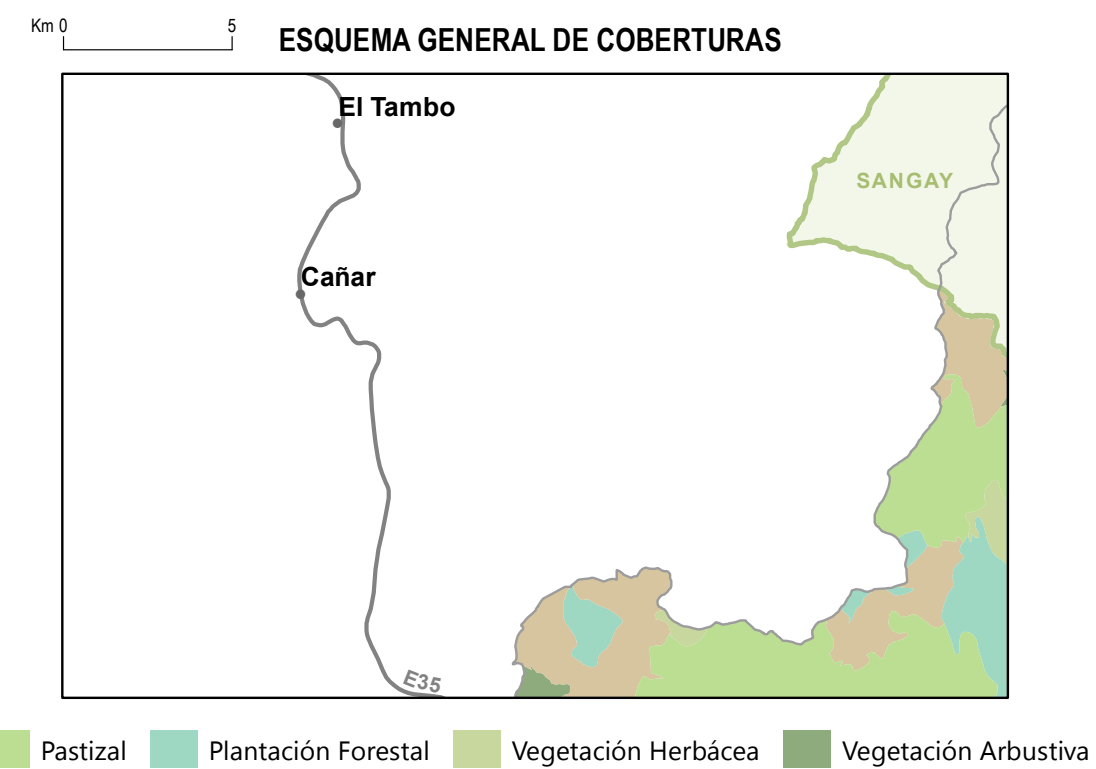 Km 0 5
ESQUEMA GENERAL DE COBERTURAS
El Tambo
SANGAY
Cañar
E35
Pastizal
Plantación Forestal
Vegetación Herbácea
Vegetación Arbustiva